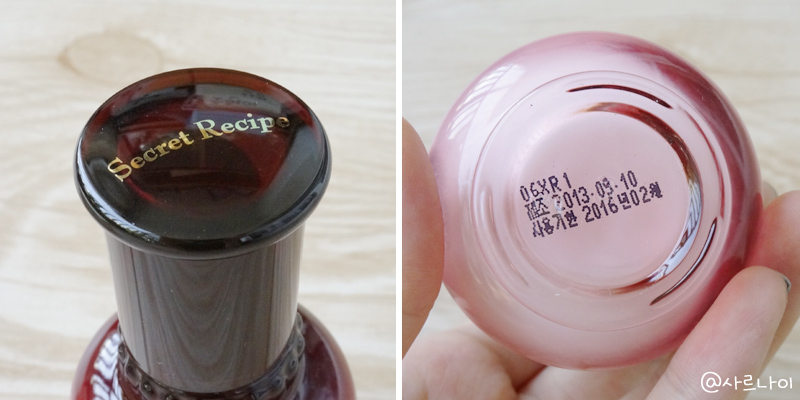 Secret Recipe
06XR1
제조 2013.09.10
사용기한 2016년02월
@사르나이